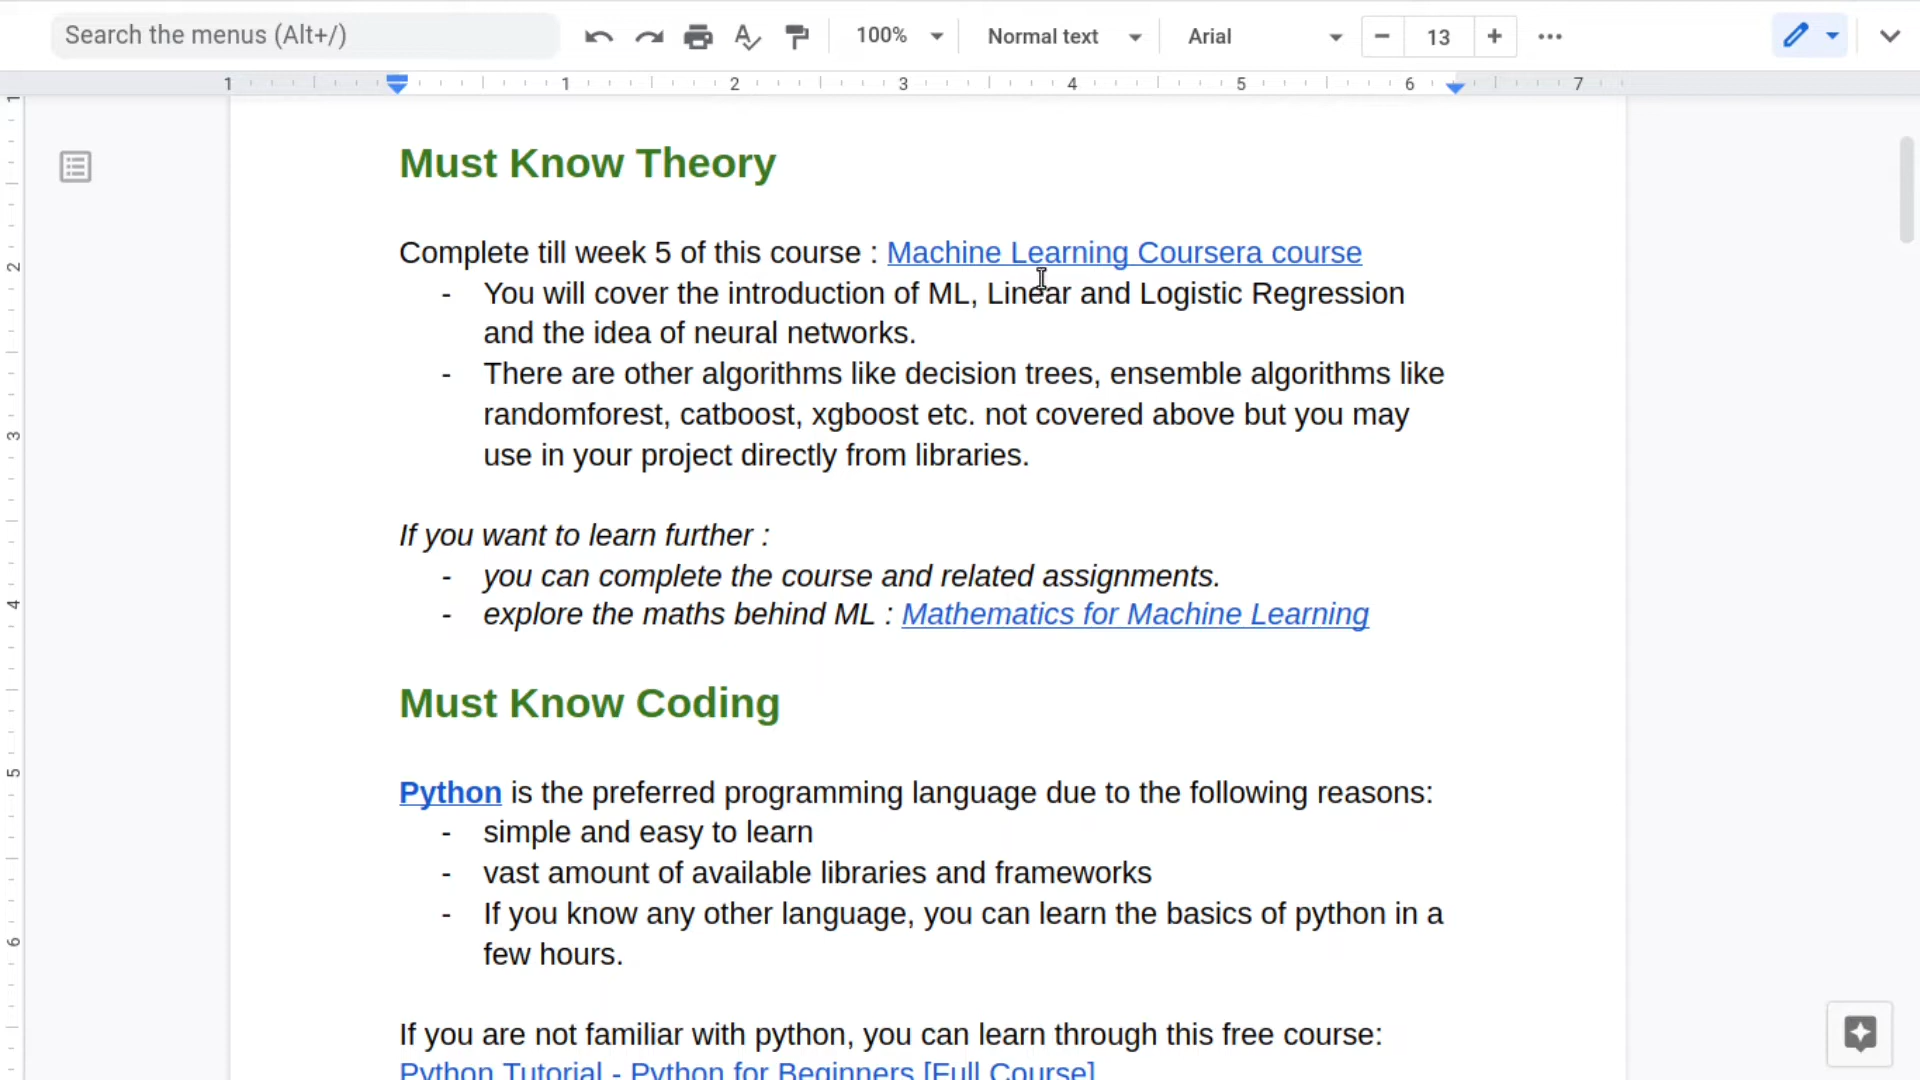 Search the menus (Alt+/) 100% Normal text Arial 13
1 1 2 3 4 5 6 7
1
2
3
4
5
6
Must Know Theory
Complete till week 5 of this course : Machine Learning Coursera course
- You will cover the introduction of ML, Linear and Logistic Regression
and the idea of neural networks.
- There are other algorithms like decision trees, ensemble algorithms like
randomforest, catboost, xgboost etc. not covered above but you may
use in your project directly from libraries.
If you want to learn further :
- you can complete the course and related assignments.
- explore the maths behind ML : Mathematics for Machine Learning
Must Know Coding
Python is the preferred programming language due to the following reasons:
- simple and easy to learn
- vast amount of available libraries and frameworks
- If you know any other language, you can learn the basics of python in a
few hours.
If you are not familiar with python, you can learn through this free course:
Python Tutorial - Python for Beginners [Full Course]